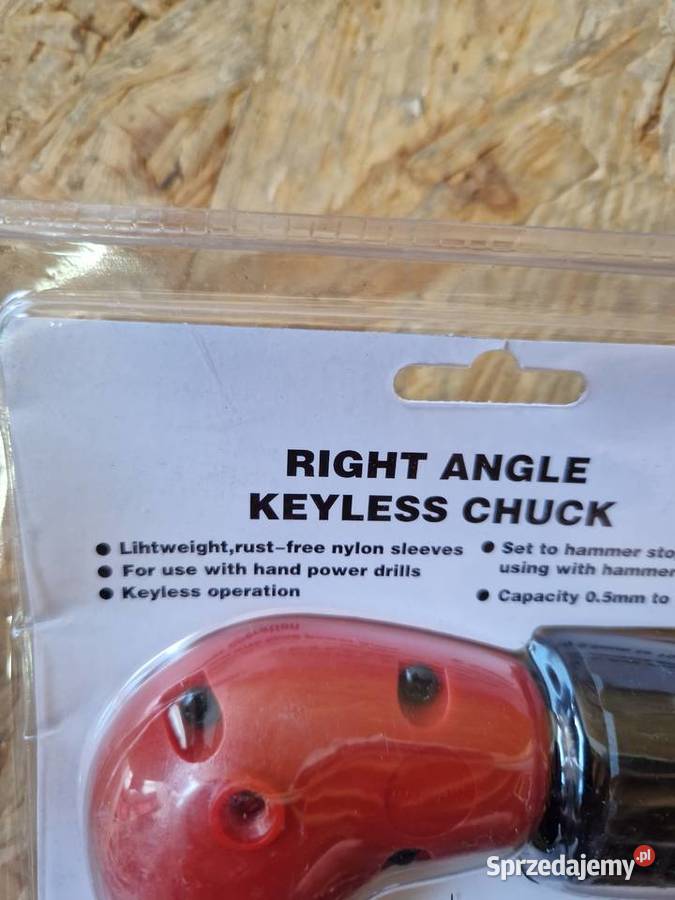 RIGHT ANGLE
KEYLESS CHUCK
● Lihtweight,rust-free nylon sleeves
● For use with hand power drills
● Keyless operation
● Set to hammer sto
using with hammer
● Capacity 0.5mm to
Sprzedajemy.pl